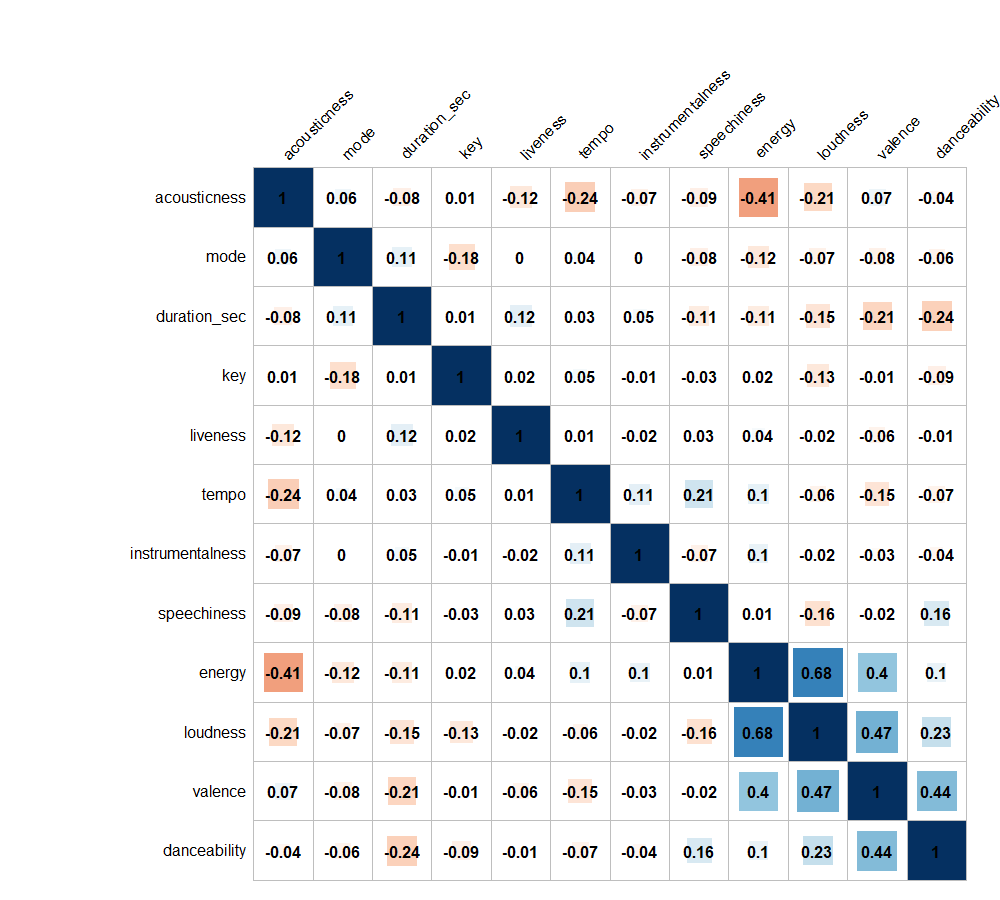 acousticness mode duration_sec key liveness tempo instrumentalness speechiness energy loudness valence danceability
acousticness 1 0.06 -0.08 0.01 -0.12 -0.24 -0.07 -0.09 -0.41 -0.21 0.07 -0.04
mode 0.06 1 0.11 -0.18 0 0.04 0 -0.08 -0.12 -0.07 -0.08 -0.06
duration_sec -0.08 0.11 1 0.01 0.12 0.03 0.05 -0.11 -0.11 -0.15 -0.21 -0.24
key 0.01 -0.18 0.01 1 0.02 0.05 -0.01 -0.03 0.02 -0.13 -0.01 -0.09
liveness -0.12 0 0.12 0.02 1 0.01 -0.02 0.03 0.04 -0.02 -0.06 -0.01
tempo -0.24 0.04 0.03 0.05 0.01 1 0.11 0.21 0.1 -0.06 -0.15 -0.07
instrumentalness -0.07 0 0.05 -0.01 -0.02 0.11 1 -0.07 0.1 -0.02 -0.03 -0.04
speechiness -0.09 -0.08 -0.11 -0.03 0.03 0.21 -0.07 1 0.01 -0.16 -0.02 0.16
energy -0.41 -0.12 -0.11 0.02 0.04 0.1 0.1 0.01 1 0.68 0.4 0.1
loudness -0.21 -0.07 -0.15 -0.13 -0.02 -0.06 -0.02 -0.16 0.68 1 0.47 0.23
valence 0.07 -0.08 -0.21 -0.01 -0.06 -0.15 -0.03 -0.02 0.4 0.47 1 0.44
danceability -0.04 -0.06 -0.24 -0.09 -0.01 -0.07 -0.04 0.16 0.1 0.23 0.44 1